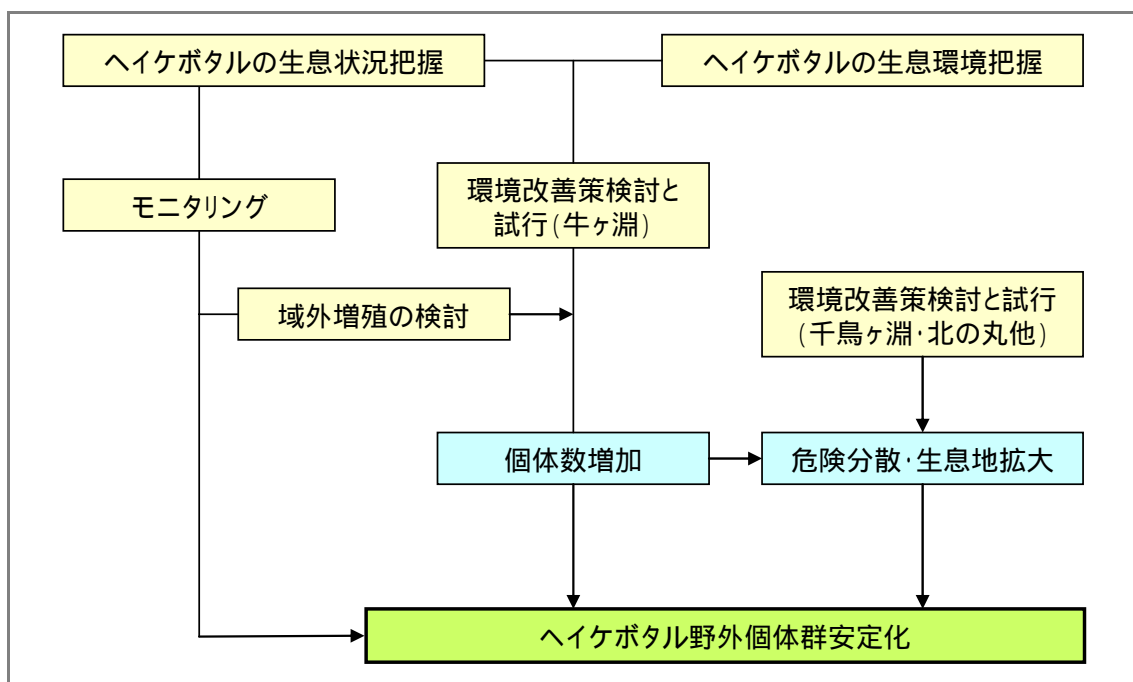 ヘイケボタルの生息状況把握
ヘイケボタルの生息環境把握
モニタリング
環境改善策検討と
試行(牛ヶ淵)
域外増殖の検討
環境改善策検討と試行
(千鳥ヶ淵・北の丸他)
個体数増加
危険分散・生息地拡大
ヘイケボタル野外個体群安定化